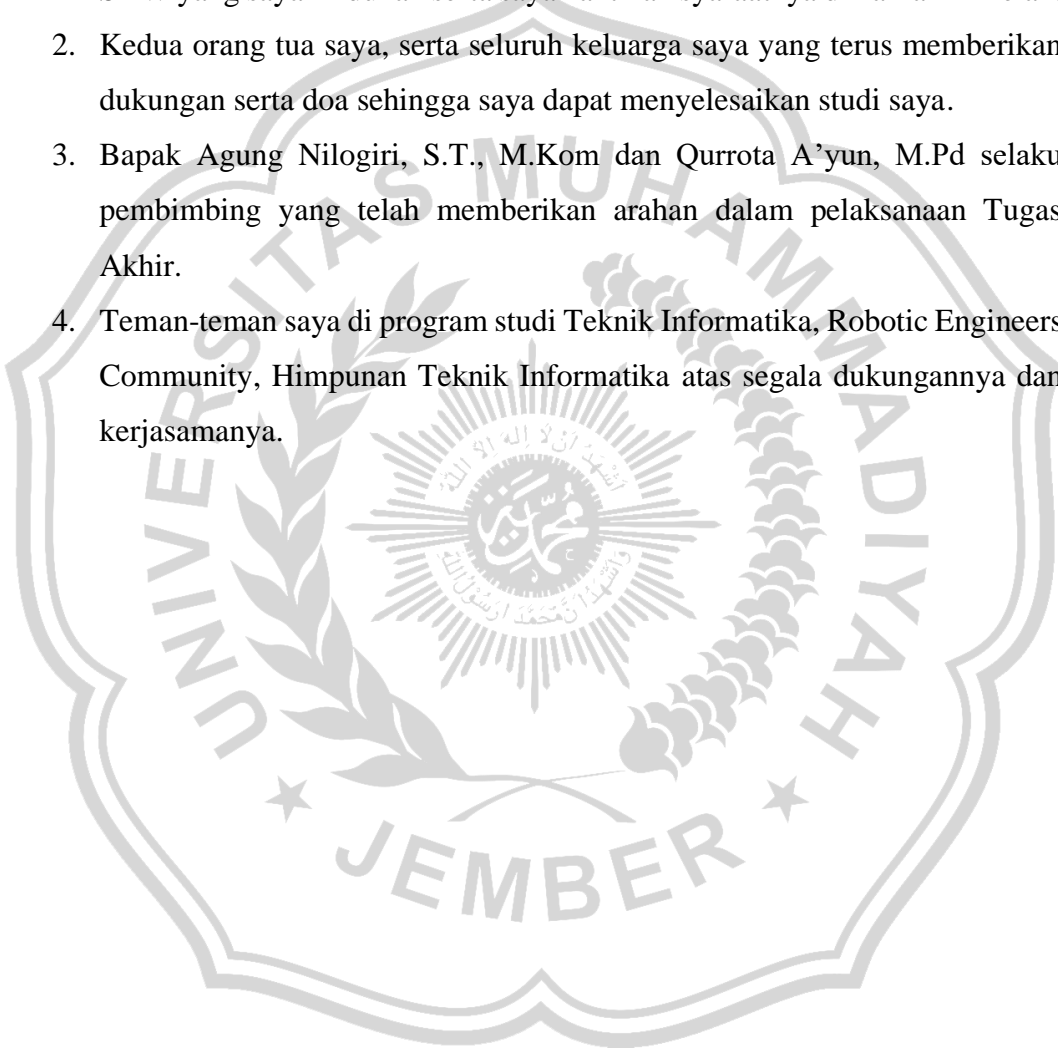 2. Kedua orang tua saya, serta seluruh keluarga saya yang terus memberikan
dukungan serta doa sehingga saya dapat menyelesaikan studi saya.
3. Bapak Agung Nilogiri, S.T., M.Kom dan Qurrota A’yun, M.Pd selaku
pembimbing yang telah memberikan arahan dalam pelaksanaan Tugas
Akhir.
4. Teman-teman saya di program studi Teknik Informatika, Robotic Engineers
Community, Himpunan Teknik Informatika atas segala dukungannya dan
kerjasamanya.
UNIVERSITAS MUHAMMADIYAH
JEMBER